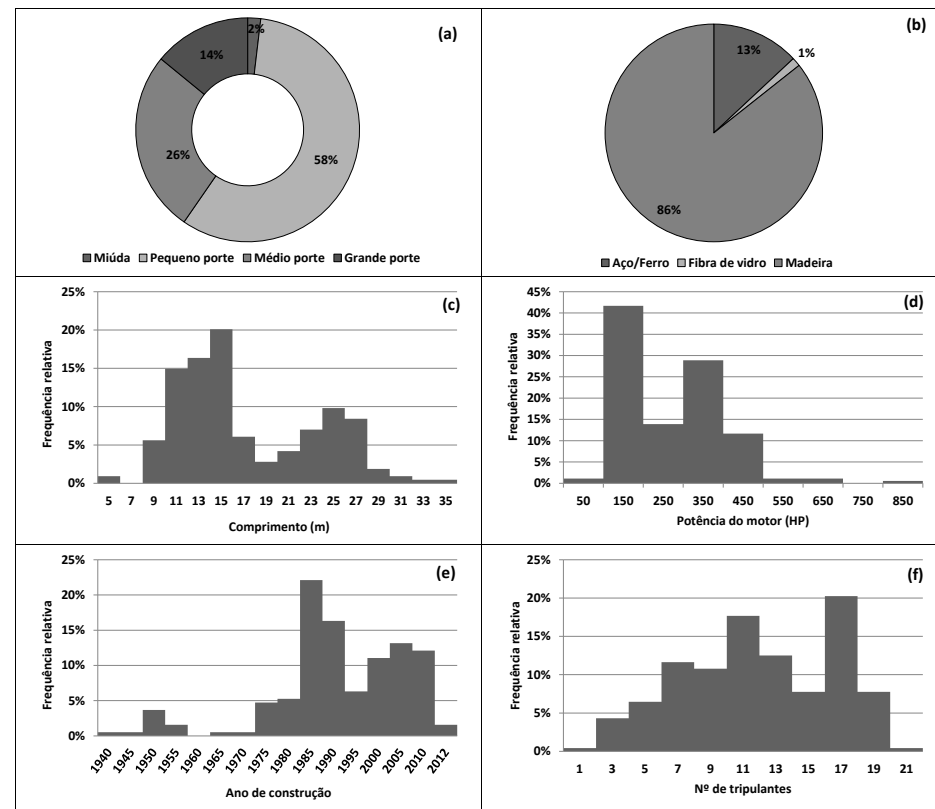 (a)
2%
14%
26%
58%
Miúda Pequeno porte Médio porte Grande porte
(b)
13%
1%
86%
Aço/Ferro Fibra de vidro Madeira
(c)
Frequência relativa
25%
20%
15%
10%
5%
0%
5 7 9 11 13 15 17 19 21 23 25 27 29 31 33 35
Comprimento (m)
(d)
Frequência relativa
45%
40%
35%
30%
25%
20%
15%
10%
5%
0%
50 150 250 350 450 550 650 750 850
Potência do motor (HP)
(e)
Frequência relativa
25%
20%
15%
10%
5%
0%
1940 1945 1950 1955 1960 1965 1970 1975 1980 1985 1990 1995 2000 2005 2010 2012
Ano de construção
(f)
Frequência relativa
25%
20%
15%
10%
5%
0%
1 3 5 7 9 11 13 15 17 19 21
Nº de tripulantes